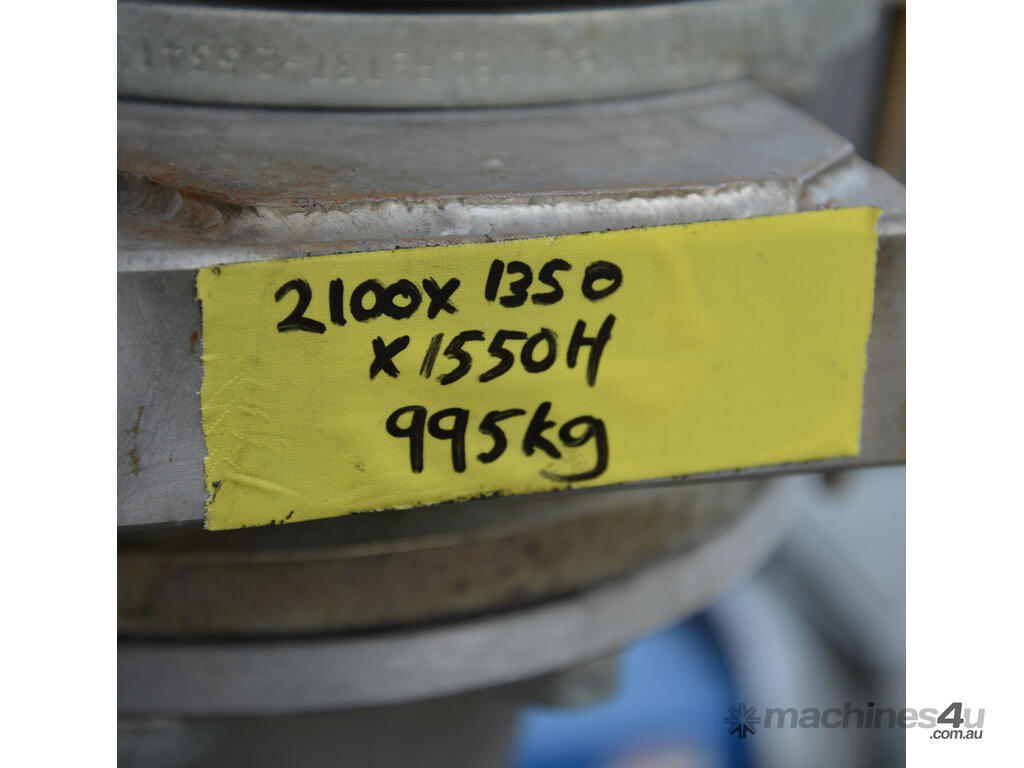 2100x 1350
x 1550H
995kg
machines4u
.com.au